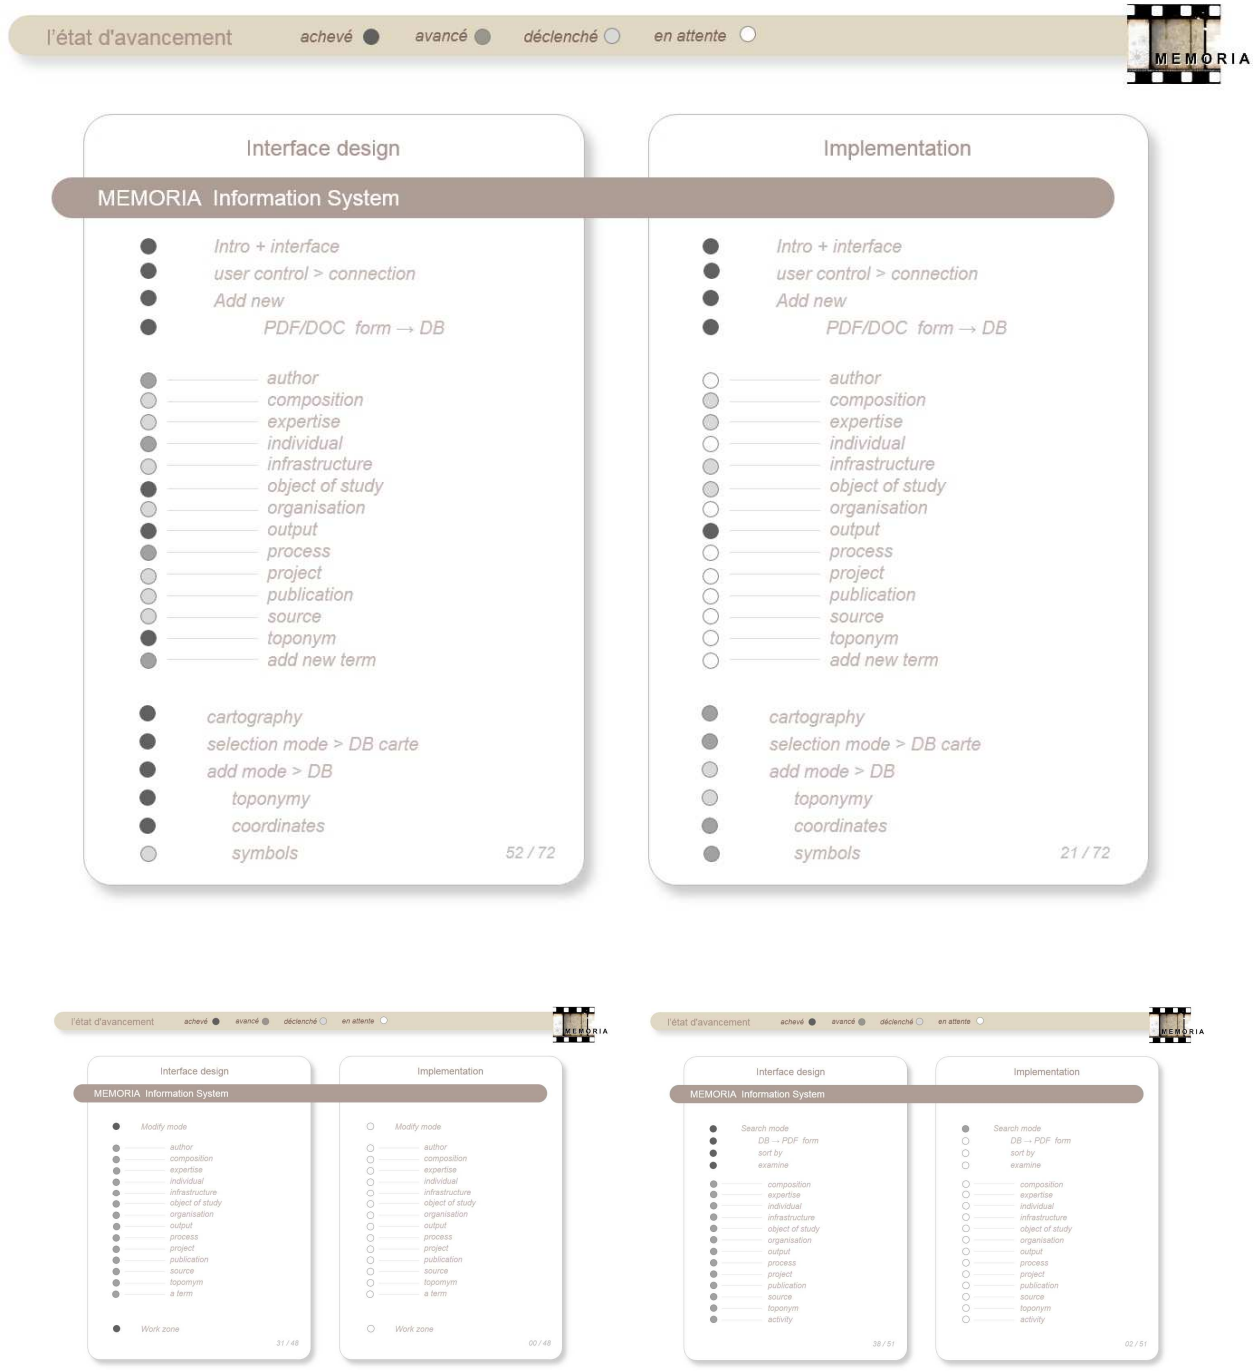 l'état d'avancement achevé avancé déclenché en attente
MEMORIA
Interface design
Implementation
MEMORIA Information System
Intro + interface
user control > connection
Add new
PDF/DOC form → DB
author
composition
expertise
individual
infrastructure
object of study
organisation
output
process
project
publication
source
toponym
add new term
cartography
selection mode > DB carte
add mode > DB
toponymy
coordinates
symbols
52 / 72
Intro + interface
user control > connection
Add new
PDF/DOC form → DB
author
composition
expertise
individual
infrastructure
object of study
organisation
output
process
project
publication
source
toponym
add new term
cartography
selection mode > DB carte
add mode > DB
toponymy
coordinates
symbols
21 / 72
l'état d'avancement achevé avancé déclenché en attente
MEMORIA
Interface design
Implementation
MEMORIA Information System
Modify mode
author
composition
expertise
individual
infrastructure
object of study
organisation
output
process
project
publication
source
topomym
a term
Work zone
31 / 48
Modify mode
author
composition
expertise
individual
infrastructure
object of study
organisation
output
process
project
publication
source
topomym
a term
Work zone
00 / 48
l'état d'avancement achevé avancé déclenché en attente
MEMORIA
Interface design
Implementation
MEMORIA Information System
Search mode
DB → PDF form
sort by
examine
composition
expertise
individual
infrastructure
object of study
organisation
output
process
project
publication
source
toponym
activity
38 / 51
Search mode
DB → PDF form
sort by
examine
composition
expertise
individual
infrastructure
object of study
organisation
output
process
project
publication
source
toponym
activity
02 / 51